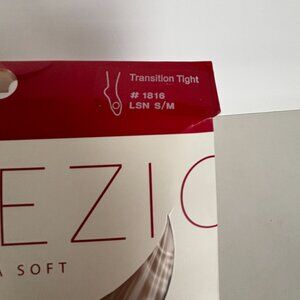 Transition Tight
# 1816
LSN S/M
EZIO
A SOFT